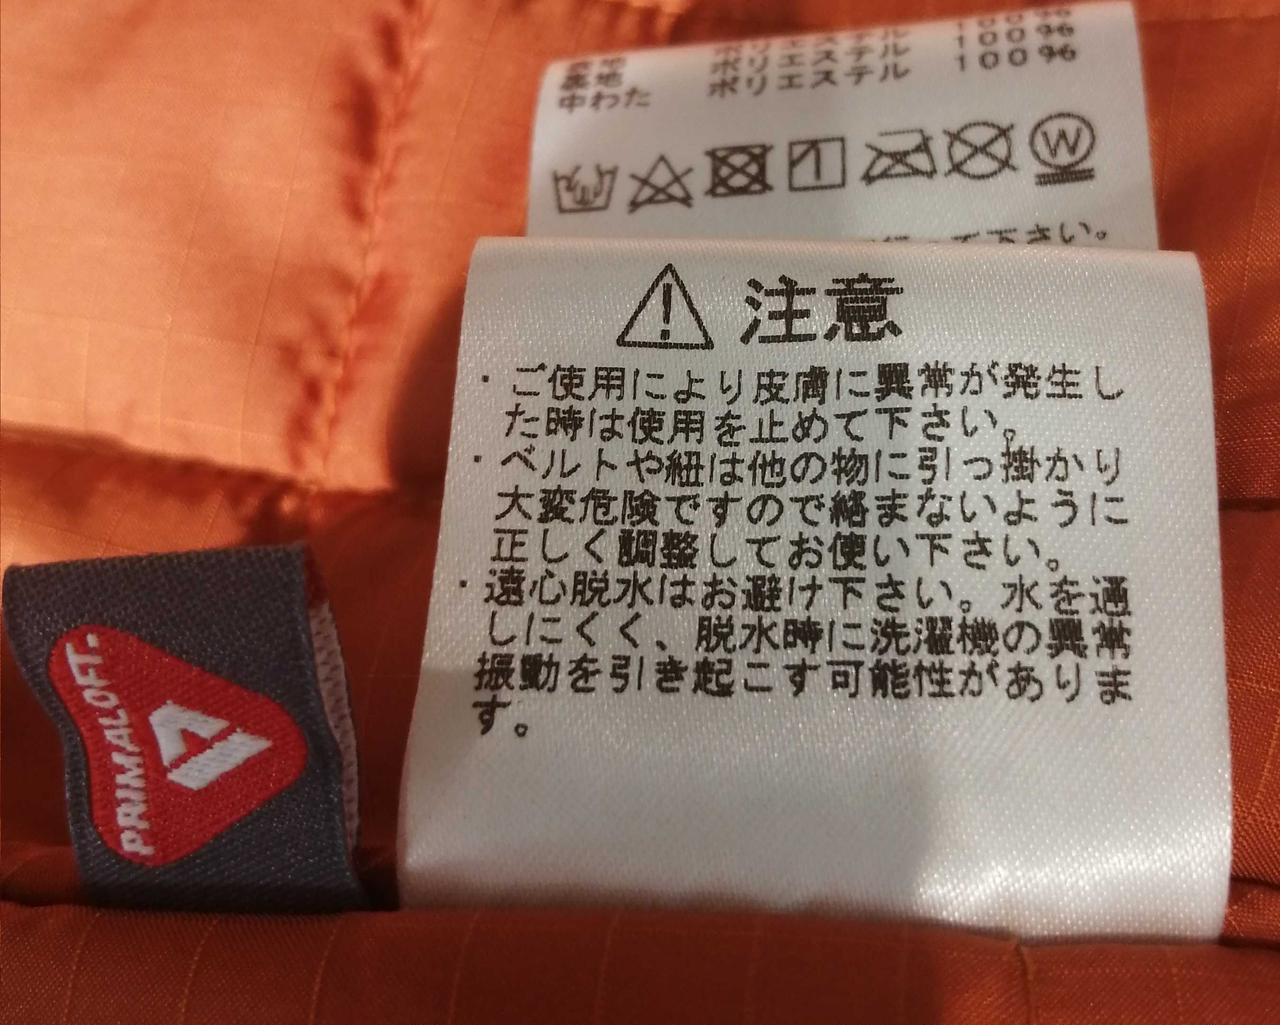 ポリエステル 100%
裏地 ポリエステル 100%
中わた ポリエステル 100%
W
て下さい。
注意
・ご使用により皮膚に異常が発生し
た時は使用を止めて下さい。
・ベルトや紐は他の物に引っ掛かり
大変危険ですので絡まないように
正しく調整してお使い下さい。
・遠心脱水はお避け下さい。水を通
しにくく、脱水時に洗濯機の異常
振動を引き起こす可能性がありま
す。
PRIMALOFT.